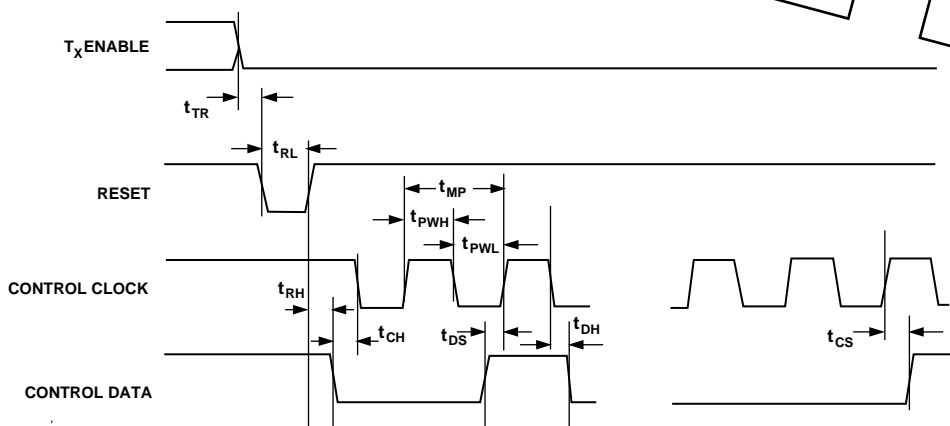 TXENABLE
tTR
tRL
RESET
tMP
tPWH
tPWL
CONTROL CLOCK
tRH
tCH
tDS
tDH
tCS
CONTROL DATA